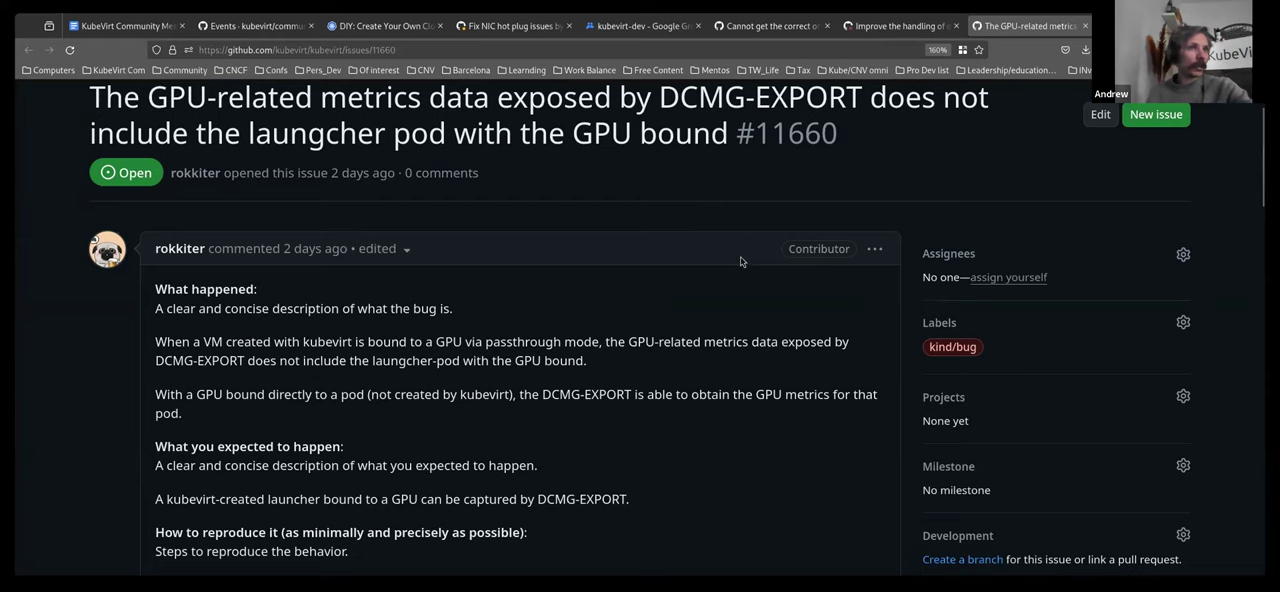 KubeVirt Community Me
Events · kubevirt/commu
DIY: Create Your Own Clo
Fix NIC hot plug issues by
kubevirt-dev - Google Gr
Cannot get the correct o
Improve the handling of e
The GPU-related metrics
https://github.com/kubevirt/kubevirt/issues/11660
160%
Computers
KubeVirt Com
Community
CNCF
Confs
Pers_Dev
Of interest
CNV
Barcelona
Learnding
Work Balance
Free Content
Mentos
TW_Life
Tax
Kube/CNV omni
Pro Dev list
Leadership/education…
KubeVirt
Andrew
The GPU-related metrics data exposed by DCMG-EXPORT does not
include the laungcher pod with the GPU bound #11660
Edit
New issue
Open
rokkiter opened this issue 2 days ago · 0 comments
rokkiter commented 2 days ago • edited
Contributor
What happened:
A clear and concise description of what the bug is.
When a VM created with kubevirt is bound to a GPU via passthrough mode, the GPU-related metrics data exposed by
DCMG-EXPORT does not include the laungcher-pod with the GPU bound.
With a GPU bound directly to a pod (not created by kubevirt), the DCMG-EXPORT is able to obtain the GPU metrics for that
pod.
What you expected to happen:
A clear and concise description of what you expected to happen.
A kubevirt-created launcher bound to a GPU can be captured by DCMG-EXPORT.
How to reproduce it (as minimally and precisely as possible):
Steps to reproduce the behavior.
Assignees
No one—assign yourself
Labels
kind/bug
Projects
None yet
Milestone
No milestone
Development
Create a branch for this issue or link a pull request.